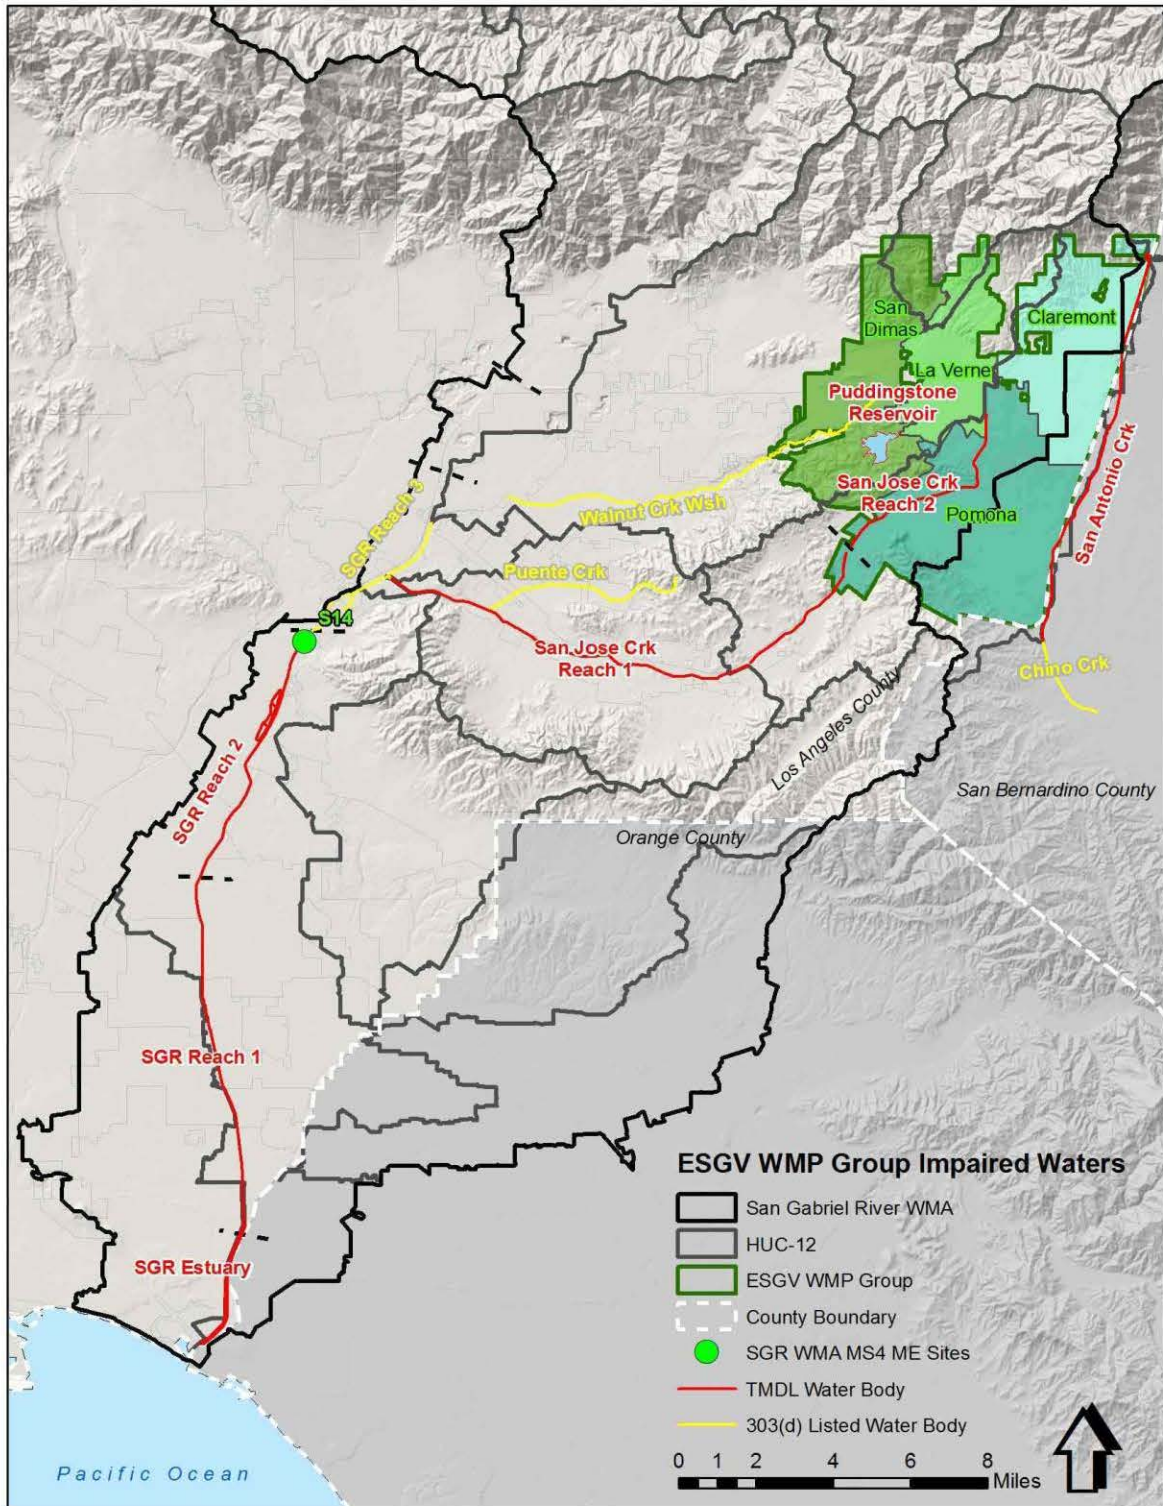 San
Dimas
Claremont
La Verne
Puddingstone
Reservoir
San Jose Crk
Reach 2
Pomona
San Antonio Crk
Walnut Crk Wsh
SGR Reach 3
Puente Crk
S14
San Jose Crk
Reach 1
Chino Crk
Los Angeles County
SGR Reach 2
San Bernardino County
Orange County
SGR Reach 1
SGR Estuary
Pacific Ocean
ESGV WMP Group Impaired Waters
San Gabriel River WMA
HUC-12
ESGV WMP Group
County Boundary
SGR WMA MS4 ME Sites
TMDL Water Body
303(d) Listed Water Body
0 2 4 6 8
Miles